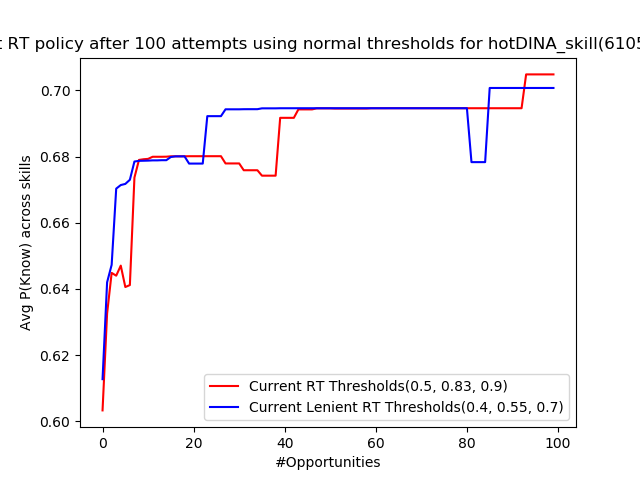 RT policy after 100 attempts using normal thresholds for hotDINA_skill(6105
0.70
0.68
0.66
0.64
0.62
0.60
Avg P(Know) across skills
Current RT Thresholds(0.5, 0.83, 0.9)
Current Lenient RT Thresholds(0.4, 0.55, 0.7)
0 20 40 60 80 100
#Opportunities